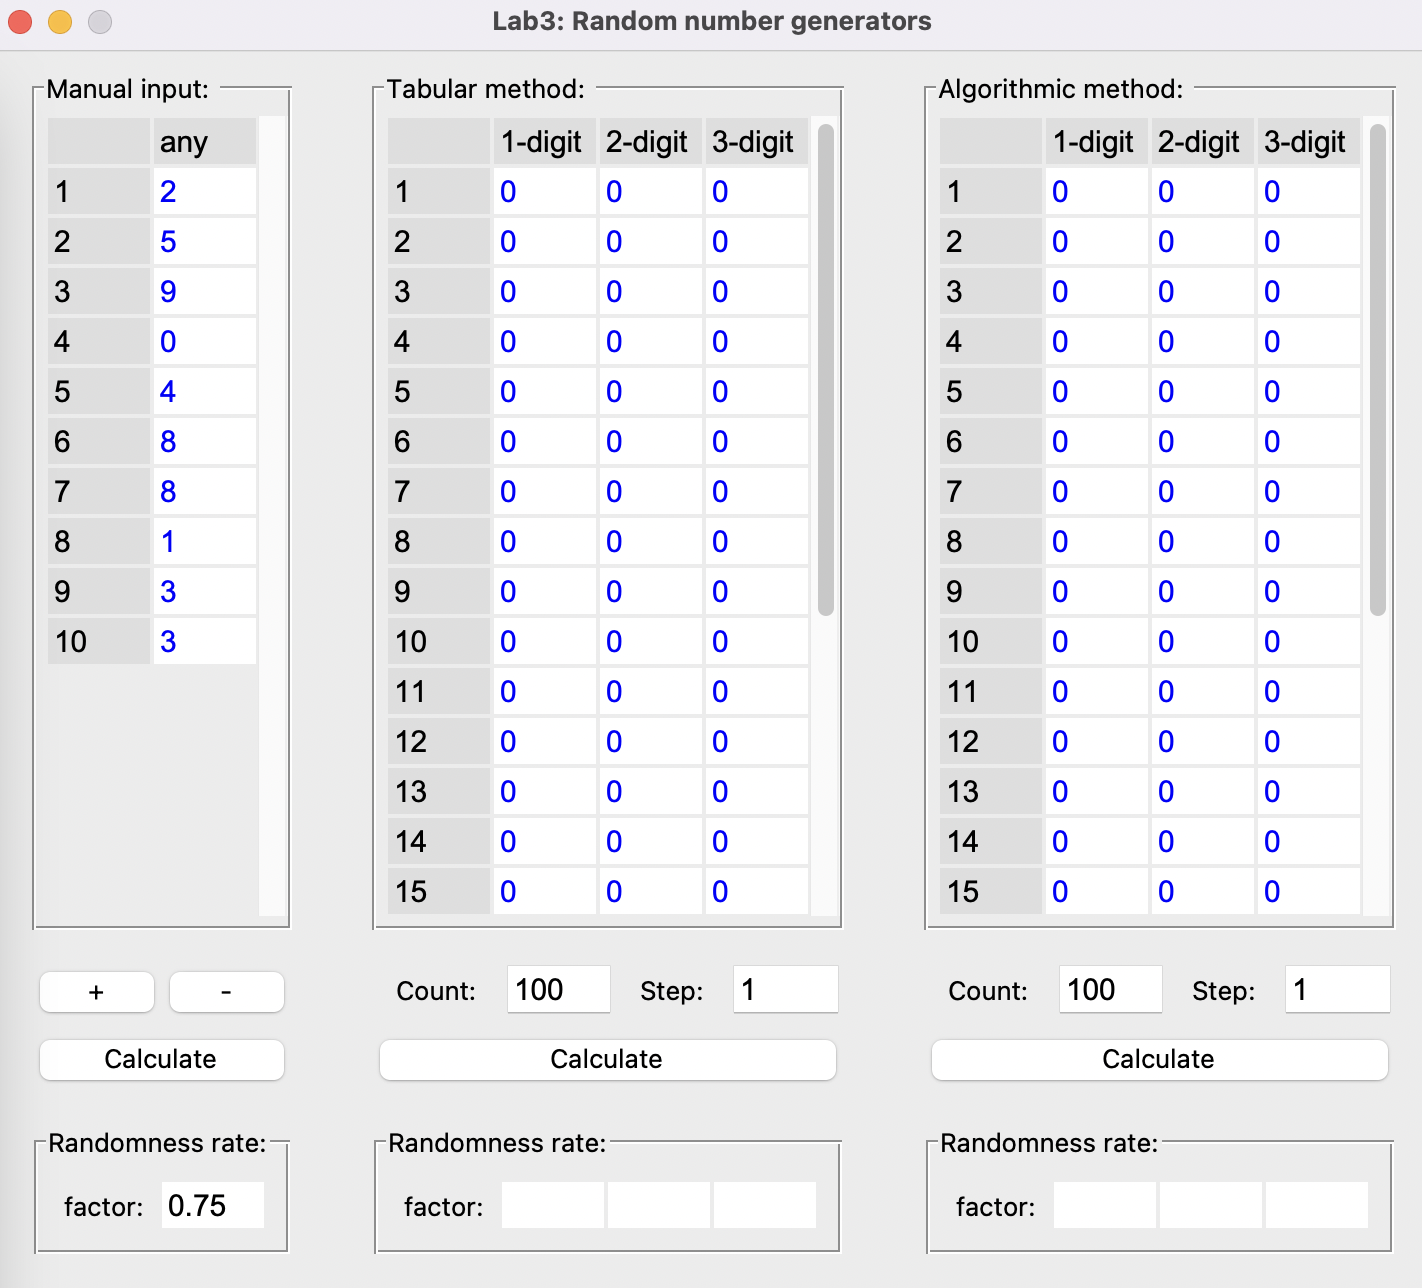 Lab3: Random number generators
Manual input:
any
1 2
2 5
3 9
4 0
5 4
6 8
7 8
8 1
9 3
10 3
+ -
Calculate
Randomness rate:
factor: 0.75
Tabular method:
1-digit 2-digit 3-digit
1 0 0 0
2 0 0 0
3 0 0 0
4 0 0 0
5 0 0 0
6 0 0 0
7 0 0 0
8 0 0 0
9 0 0 0
10 0 0 0
11 0 0 0
12 0 0 0
13 0 0 0
14 0 0 0
15 0 0 0
Count: 100 Step: 1
Calculate
Randomness rate:
factor:
Algorithmic method:
1-digit 2-digit 3-digit
1 0 0 0
2 0 0 0
3 0 0 0
4 0 0 0
5 0 0 0
6 0 0 0
7 0 0 0
8 0 0 0
9 0 0 0
10 0 0 0
11 0 0 0
12 0 0 0
13 0 0 0
14 0 0 0
15 0 0 0
Count: 100 Step: 1
Calculate
Randomness rate:
factor: